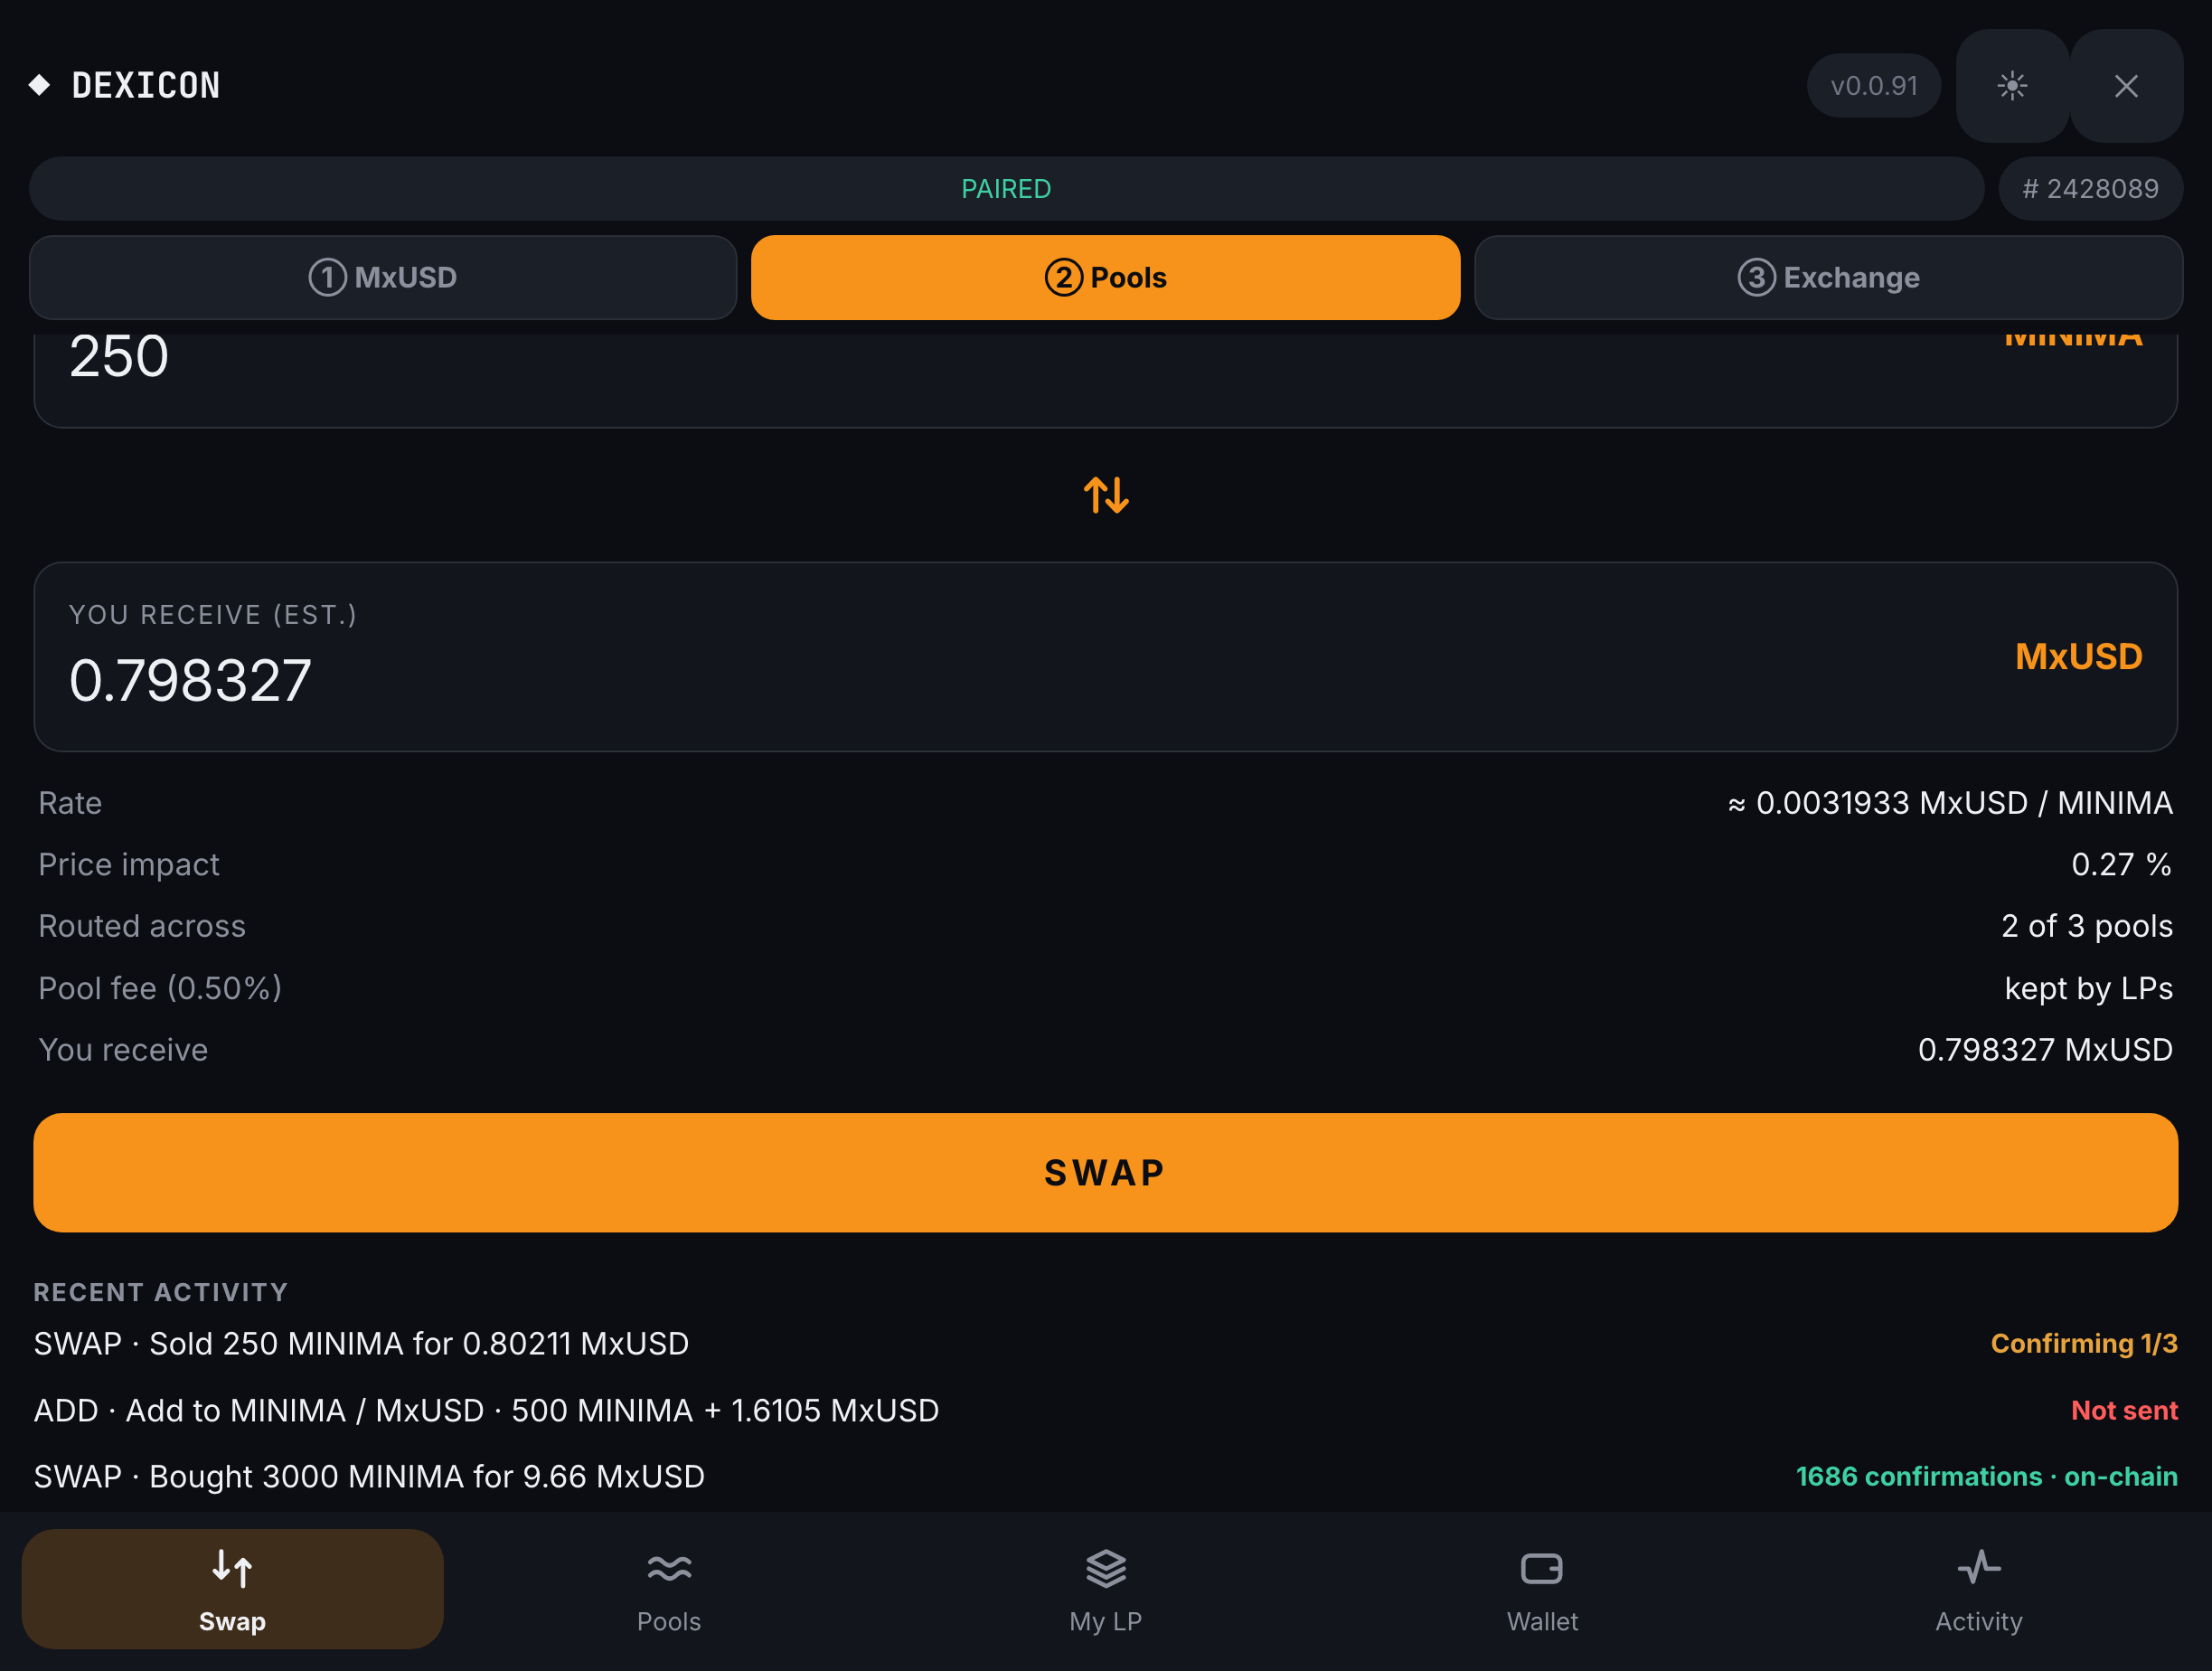 ◆ DEXICON
v0.0.91
PAIRED
# 2428089
① MxUSD
② Pools
③ Exchange
250
MINIMA
YOU RECEIVE (EST.)
0.798327
MxUSD
Rate ≈ 0.0031933 MxUSD / MINIMA
Price impact 0.27 %
Routed across 2 of 3 pools
Pool fee (0.50%) kept by LPs
You receive 0.798327 MxUSD
SWAP
RECENT ACTIVITY
SWAP · Sold 250 MINIMA for 0.80211 MxUSD Confirming 1/3
ADD · Add to MINIMA / MxUSD · 500 MINIMA + 1.6105 MxUSD Not sent
SWAP · Bought 3000 MINIMA for 9.66 MxUSD 1686 confirmations · on-chain
Swap
Pools
My LP
Wallet
Activity